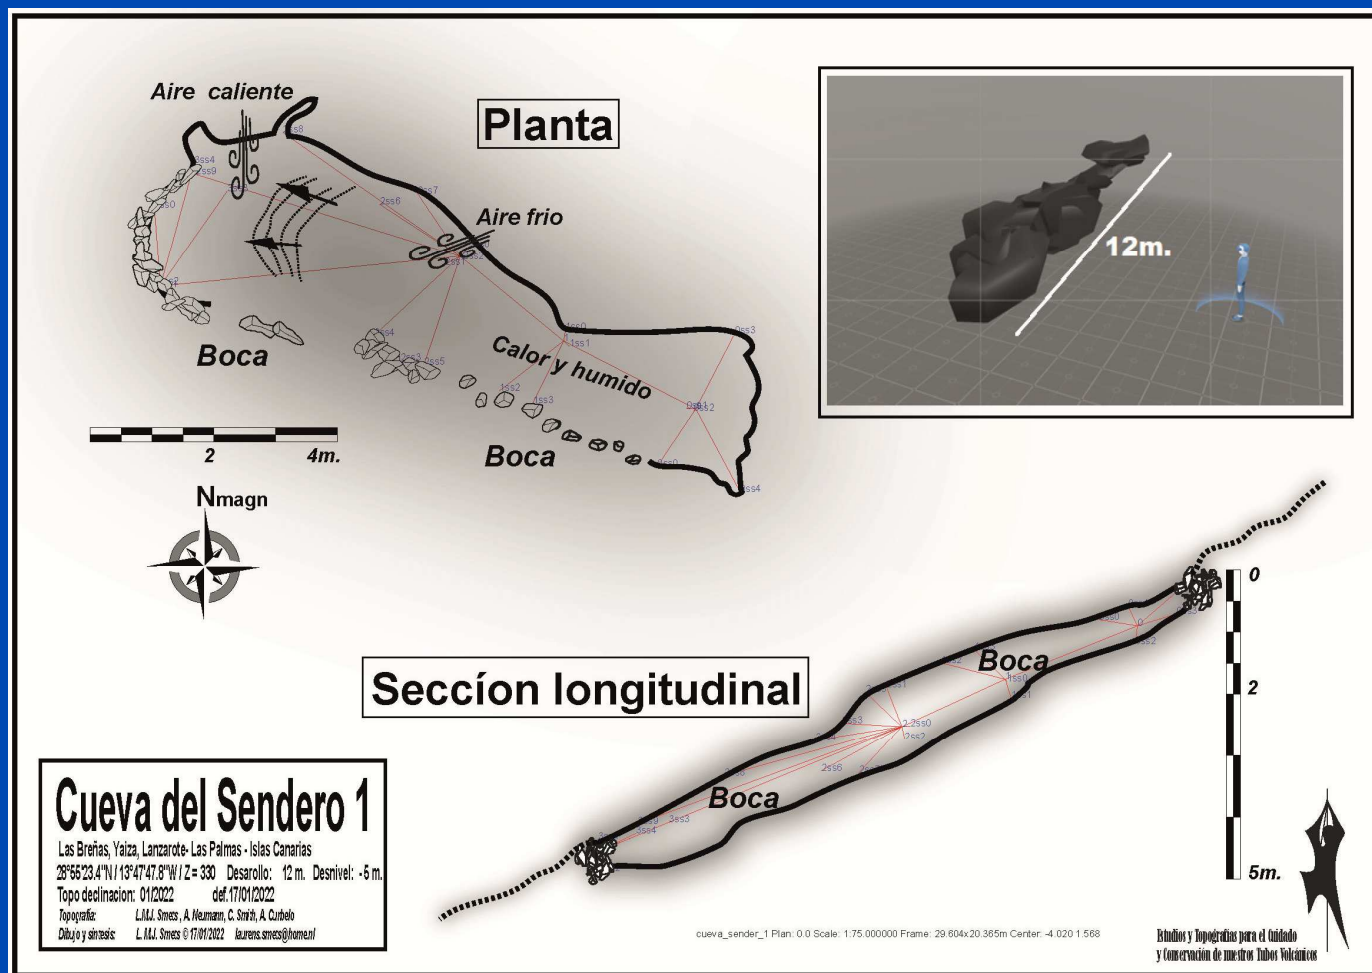 Aire caliente
Planta
Aire frio
Boca
Calor y humido
Boca
2 4m.
Nmagn
12m.
Seccíon longitudinal
Boca
Boca
0
2
5m.
Cueva del Sendero 1
Las Breñas, Yaiza, Lanzarote- Las Palmas - Islas Canarias
28°55'23.4"N / 13°47'47.8"W / Z = 330 Desarollo: 12 m. Desnivel: - 5 m.
Topo declinacion: 01/2022 def.17/01/2022
Topografia: L.M.J. Smets , A. Neumann, C. Smith, A. Curbelo
Dibujo y sintesis: L. M.J. Smets © 17/01/2022 laurens.smets@home.nl
cueva_sender_1 Plan: 0.0 Scale: 1:75.000000 Frame: 29.604x20.365m Center: -4.020 1.568
Estudios y Topografias para el Cuidado
y Conservación de nuestros Tubos Volcánicos